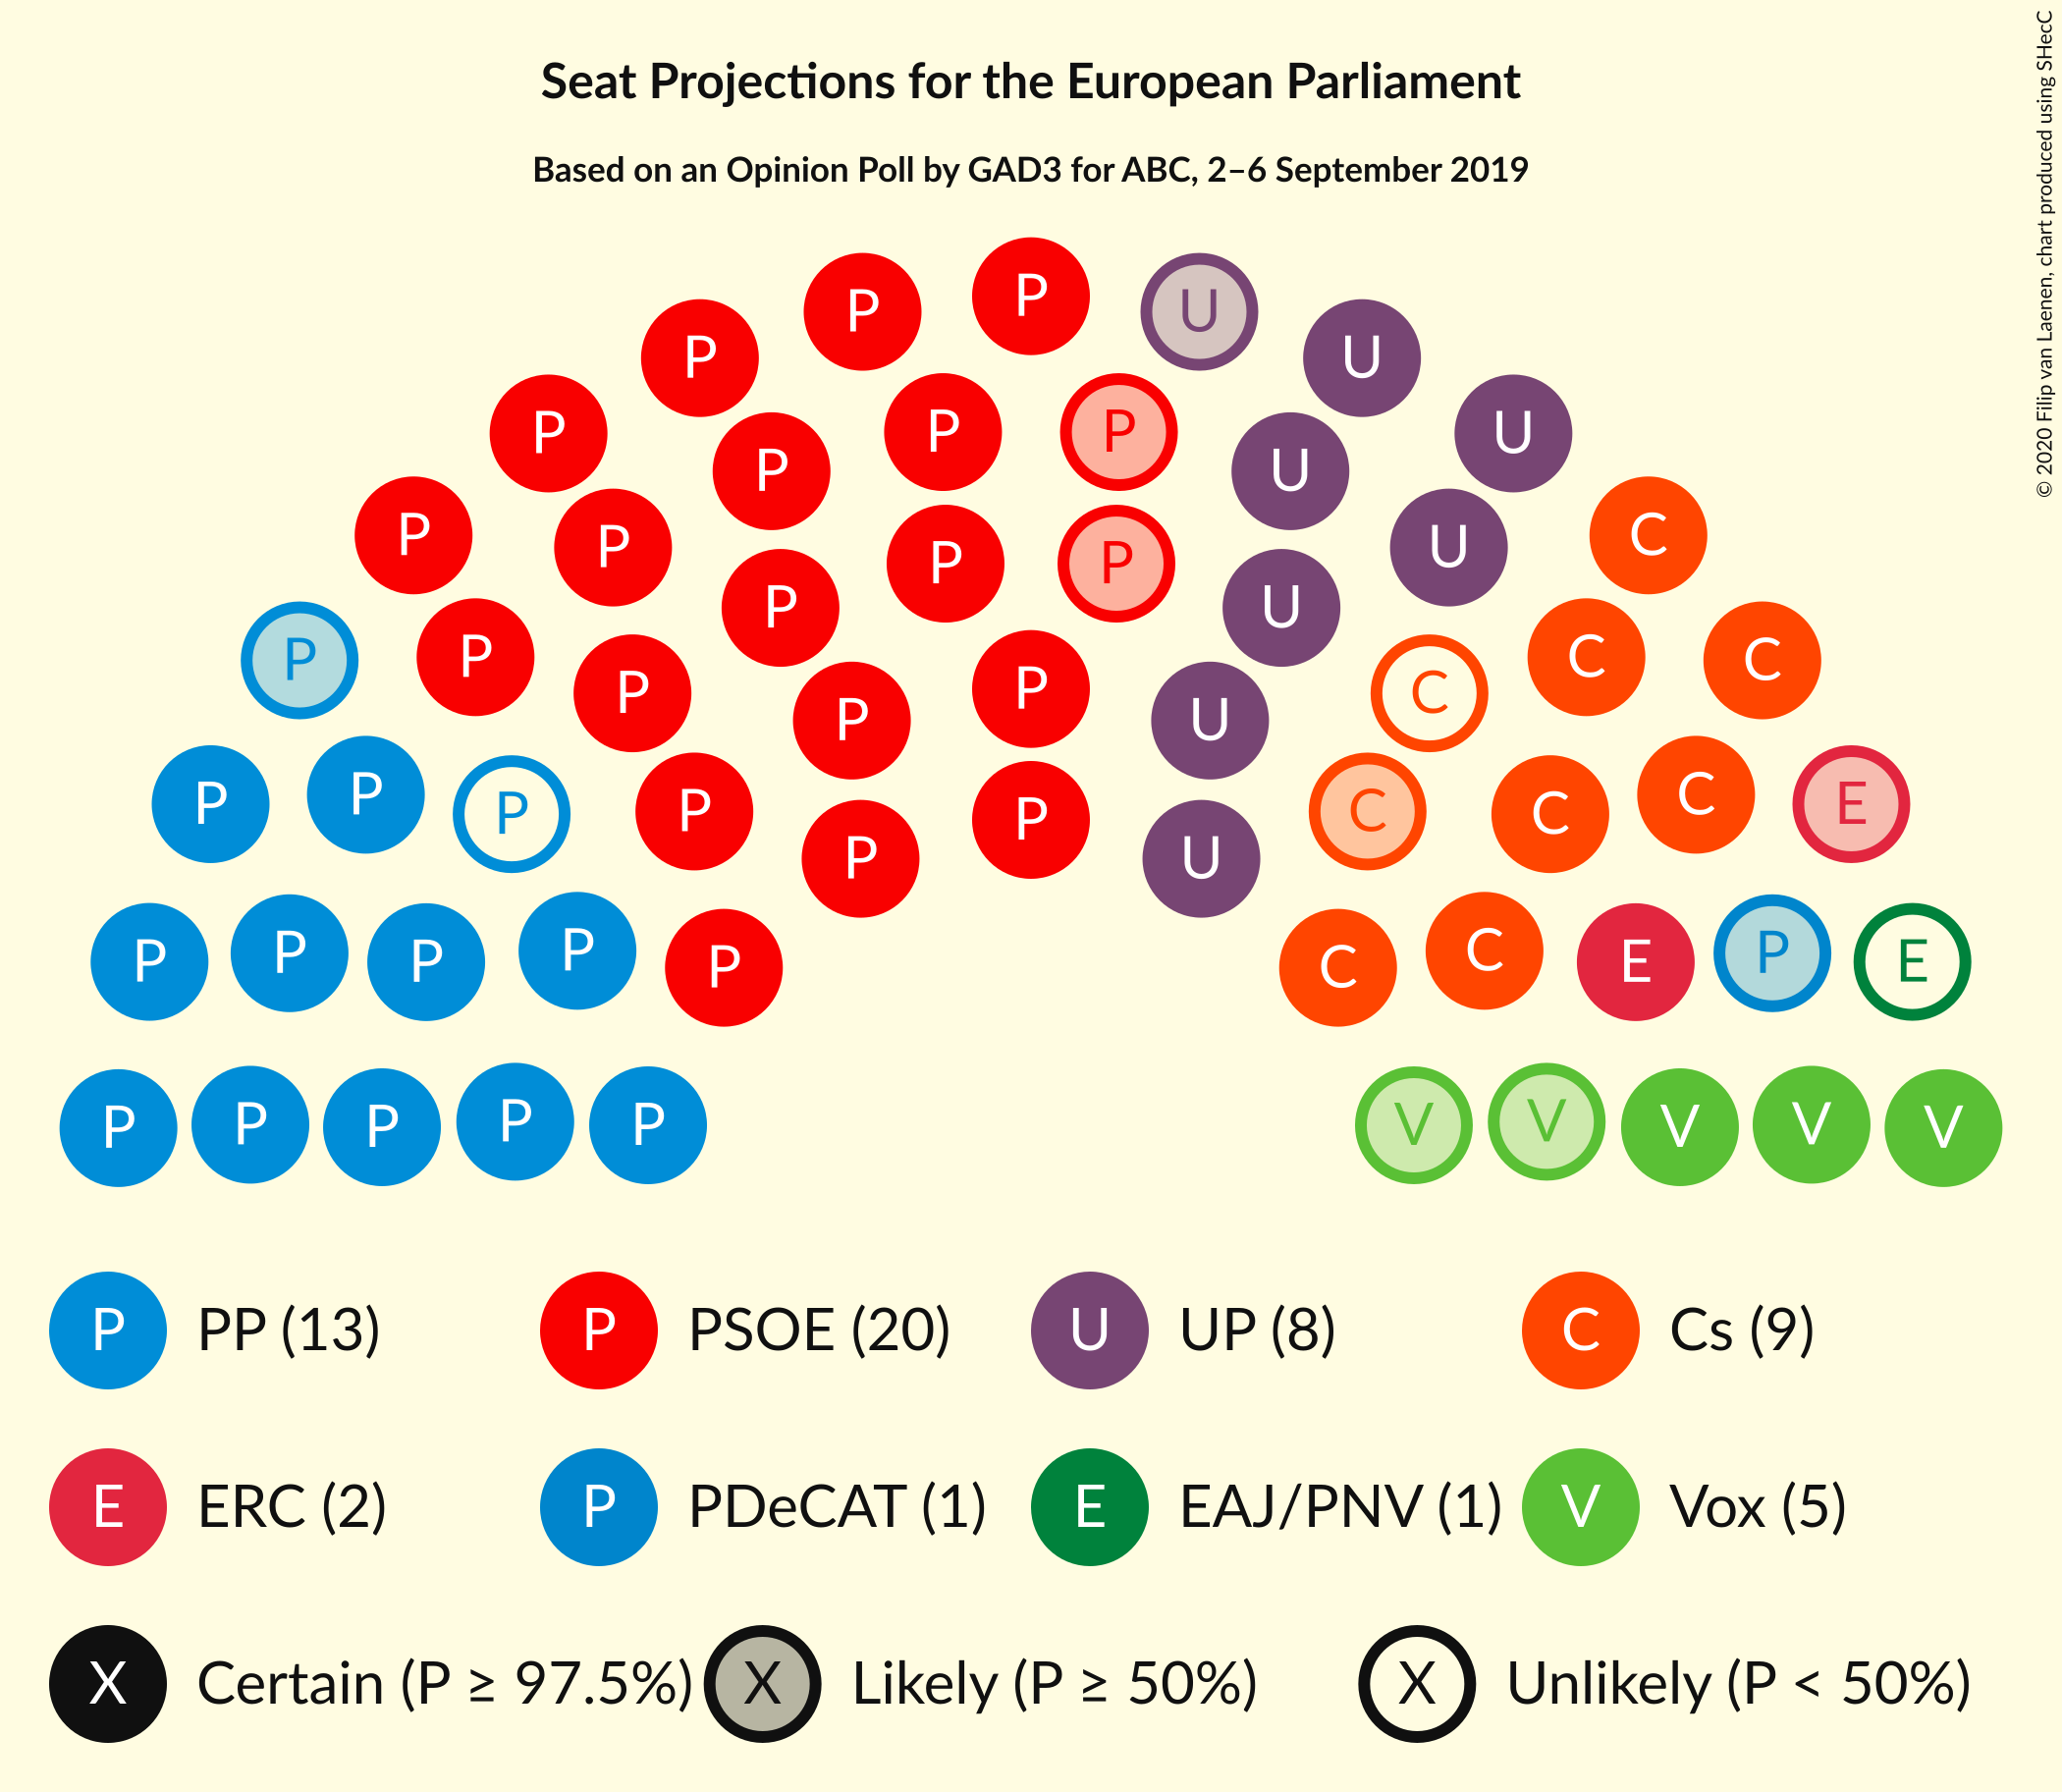 Seat Projections for the European Parliament
Based on an Opinion Poll by GAD3 for ABC, 2–6 September 2019
© 2020 Filip van Laenen, chart produced using SHecC
P
P U
P U
P P P U
P U
P C
P U
P P
P U
P P C C
P P C
P U
P P C E
P P P C C
P U
P P P P P C C E P E
P P P P P V V V V V
P PP (13) P PSOE (20) U UP (8) C Cs (9)
E ERC (2) P PDeCAT (1) E EAJ/PNV (1) V Vox (5)
X Certain (P ≥ 97.5%) X Likely (P ≥ 50%) X Unlikely (P < 50%)